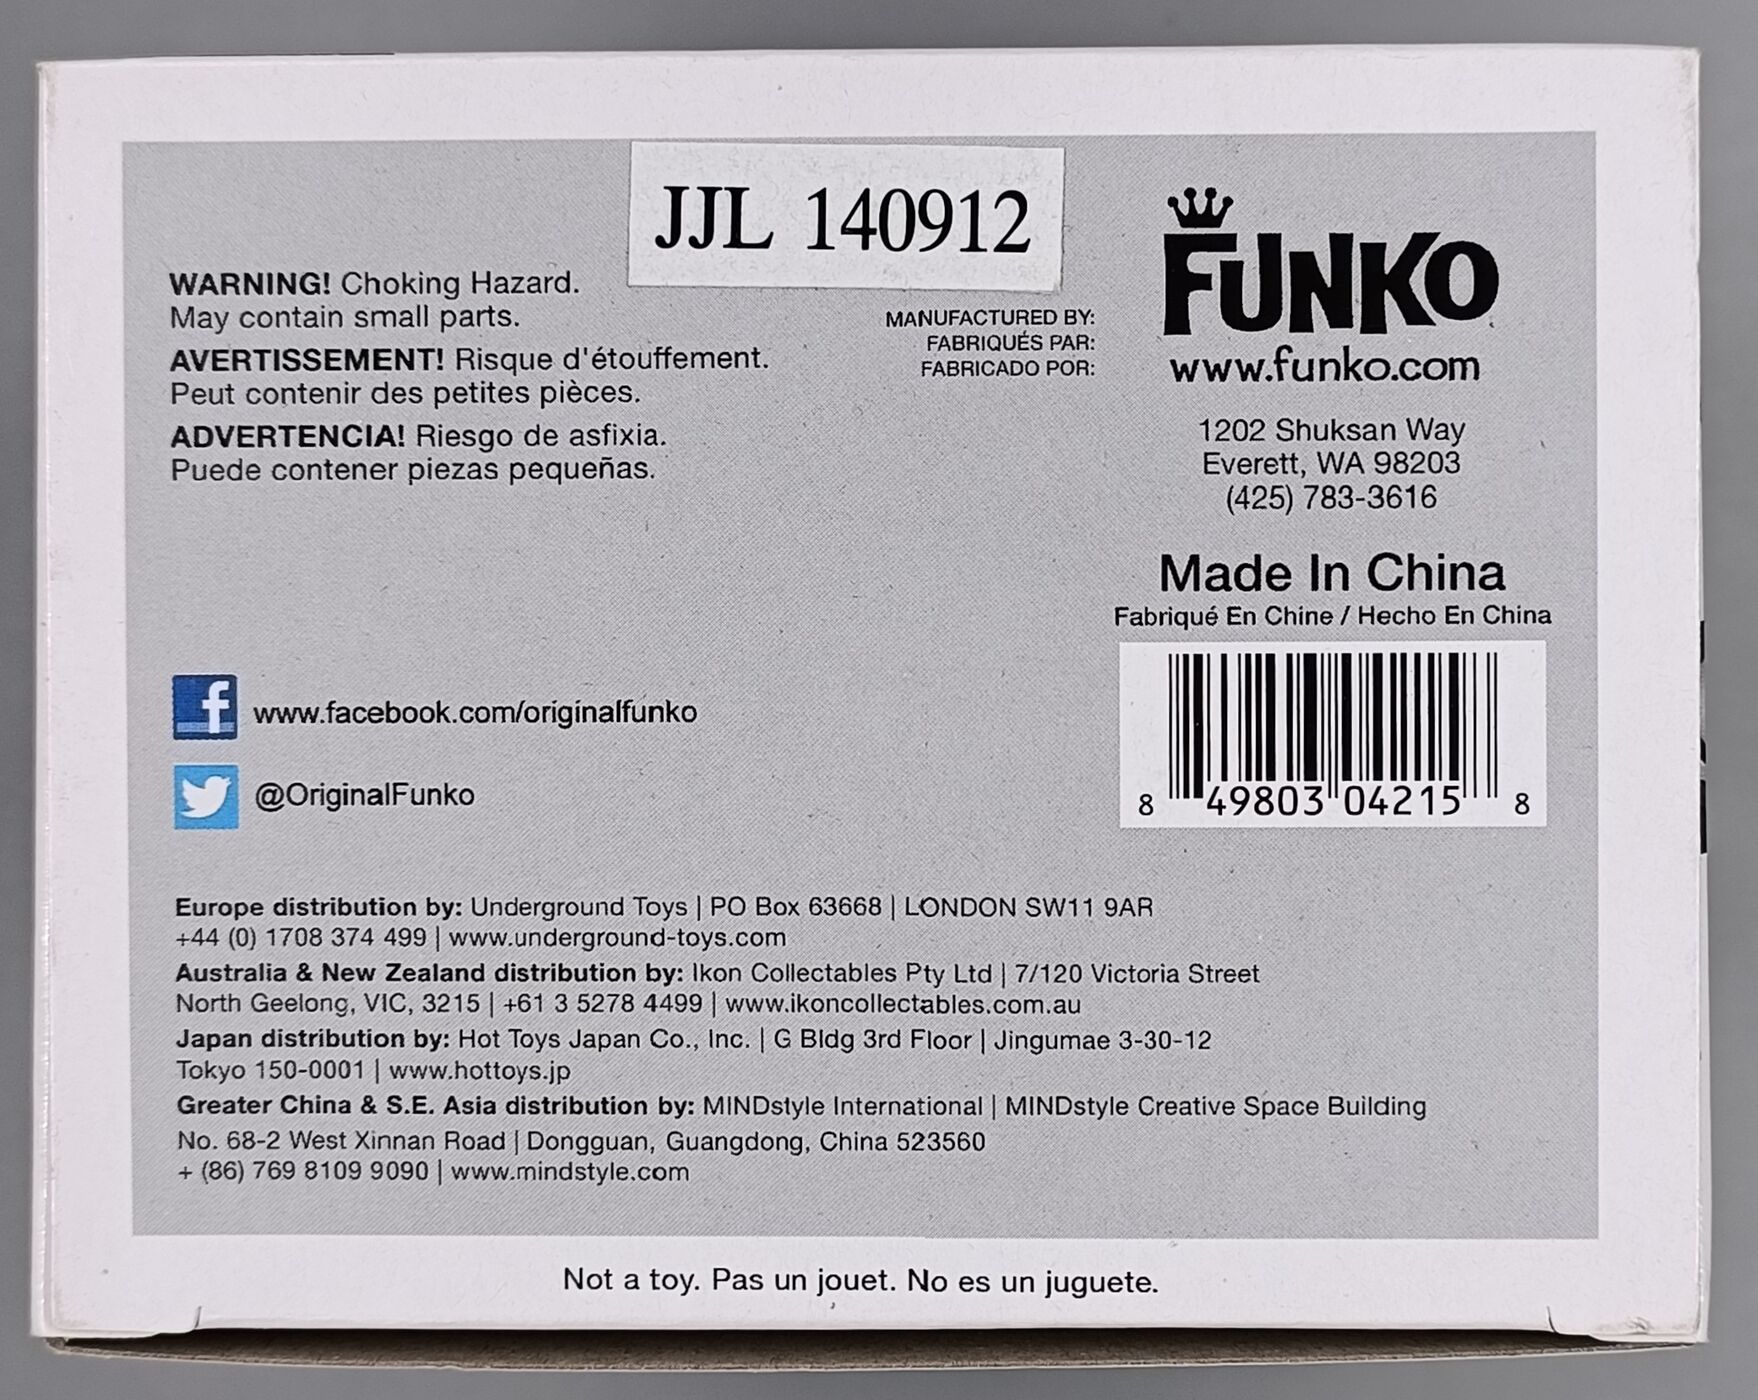 JJL 140912
WARNING! Choking Hazard.
May contain small parts.
AVERTISSEMENT! Risque d'étouffement.
Peut contenir des petites pièces.
ADVERTENCIA! Riesgo de asfixia.
Puede contener piezas pequeñas.
MANUFACTURED BY:
FABRIQUÉS PAR:
FABRICADO POR:
FUNKO
www.funko.com
1202 Shuksan Way
Everett, WA 98203
(425) 783-3616
Made In China
Fabriqué En Chine / Hecho En China
8 49803 04215 8
f
www.facebook.com/originalfunko
@OriginalFunko
Europe distribution by: Underground Toys | PO Box 63668 | LONDON SW11 9AR
+44 (0) 1708 374 499 | www.underground-toys.com
Australia & New Zealand distribution by: Ikon Collectables Pty Ltd | 7/120 Victoria Street
North Geelong, VIC, 3215 | +61 3 5278 4499 | www.ikoncollectables.com.au
Japan distribution by: Hot Toys Japan Co., Inc. | G Bldg 3rd Floor | Jingumae 3-30-12
Tokyo 150-0001 | www.hottoys.jp
Greater China & S.E. Asia distribution by: MINDstyle International | MINDstyle Creative Space Building
No. 68-2 West Xinnan Road | Dongguan, Guangdong, China 523560
+ (86) 769 8109 9090 | www.mindstyle.com
Not a toy. Pas un jouet. No es un juguete.